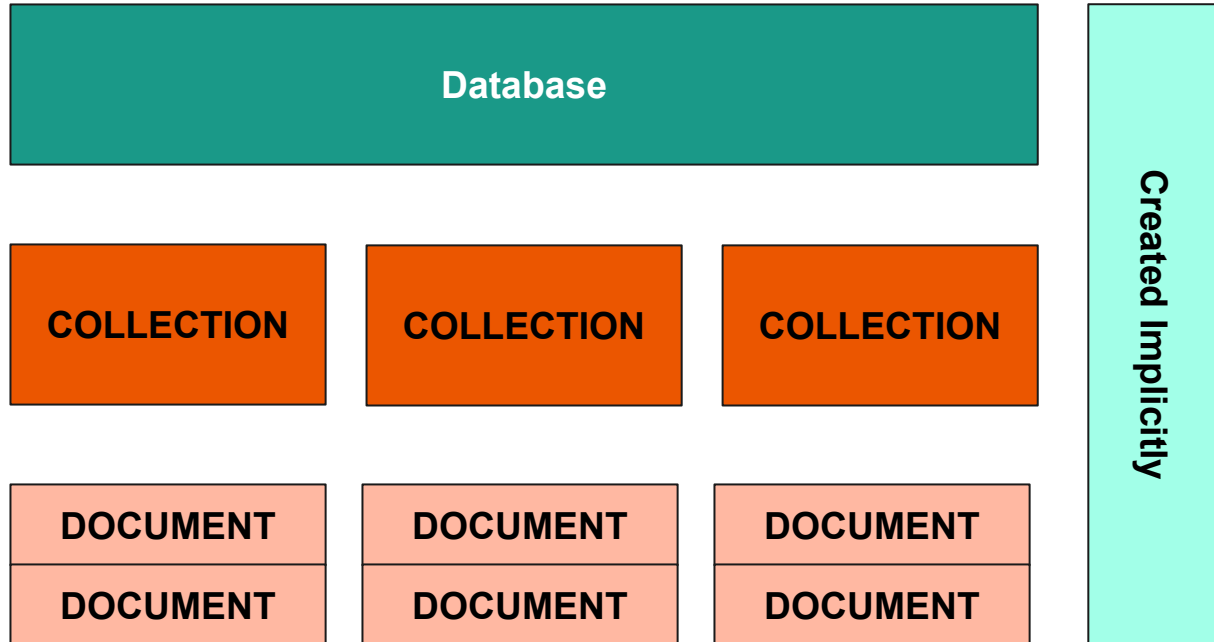 Database
COLLECTION
COLLECTION
COLLECTION
DOCUMENT
DOCUMENT
DOCUMENT
DOCUMENT
DOCUMENT
DOCUMENT
Created Implicitly